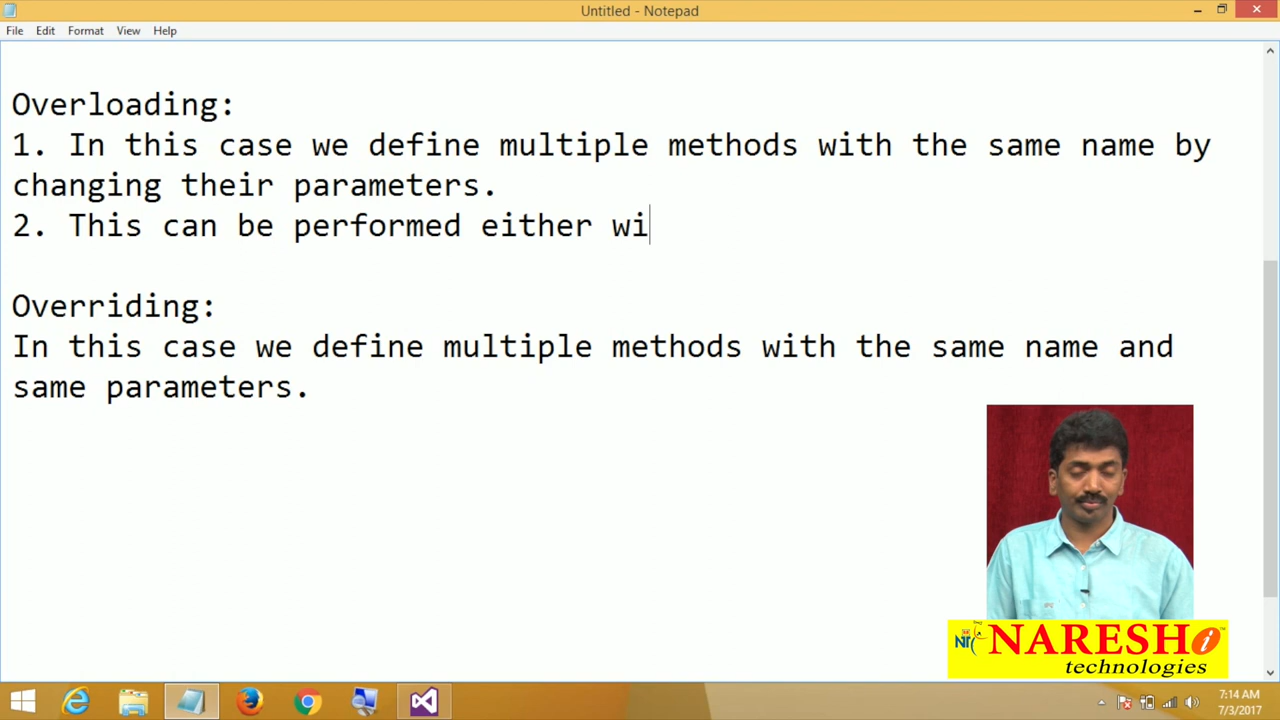 Untitled - Notepad
File Edit Format View Help
Overloading:
1. In this case we define multiple methods with the same name by
changing their parameters.
2. This can be performed either wi
Overriding:
In this case we define multiple methods with the same name and
same parameters.
NARESH i
technologies
7:14 AM
7/3/2017